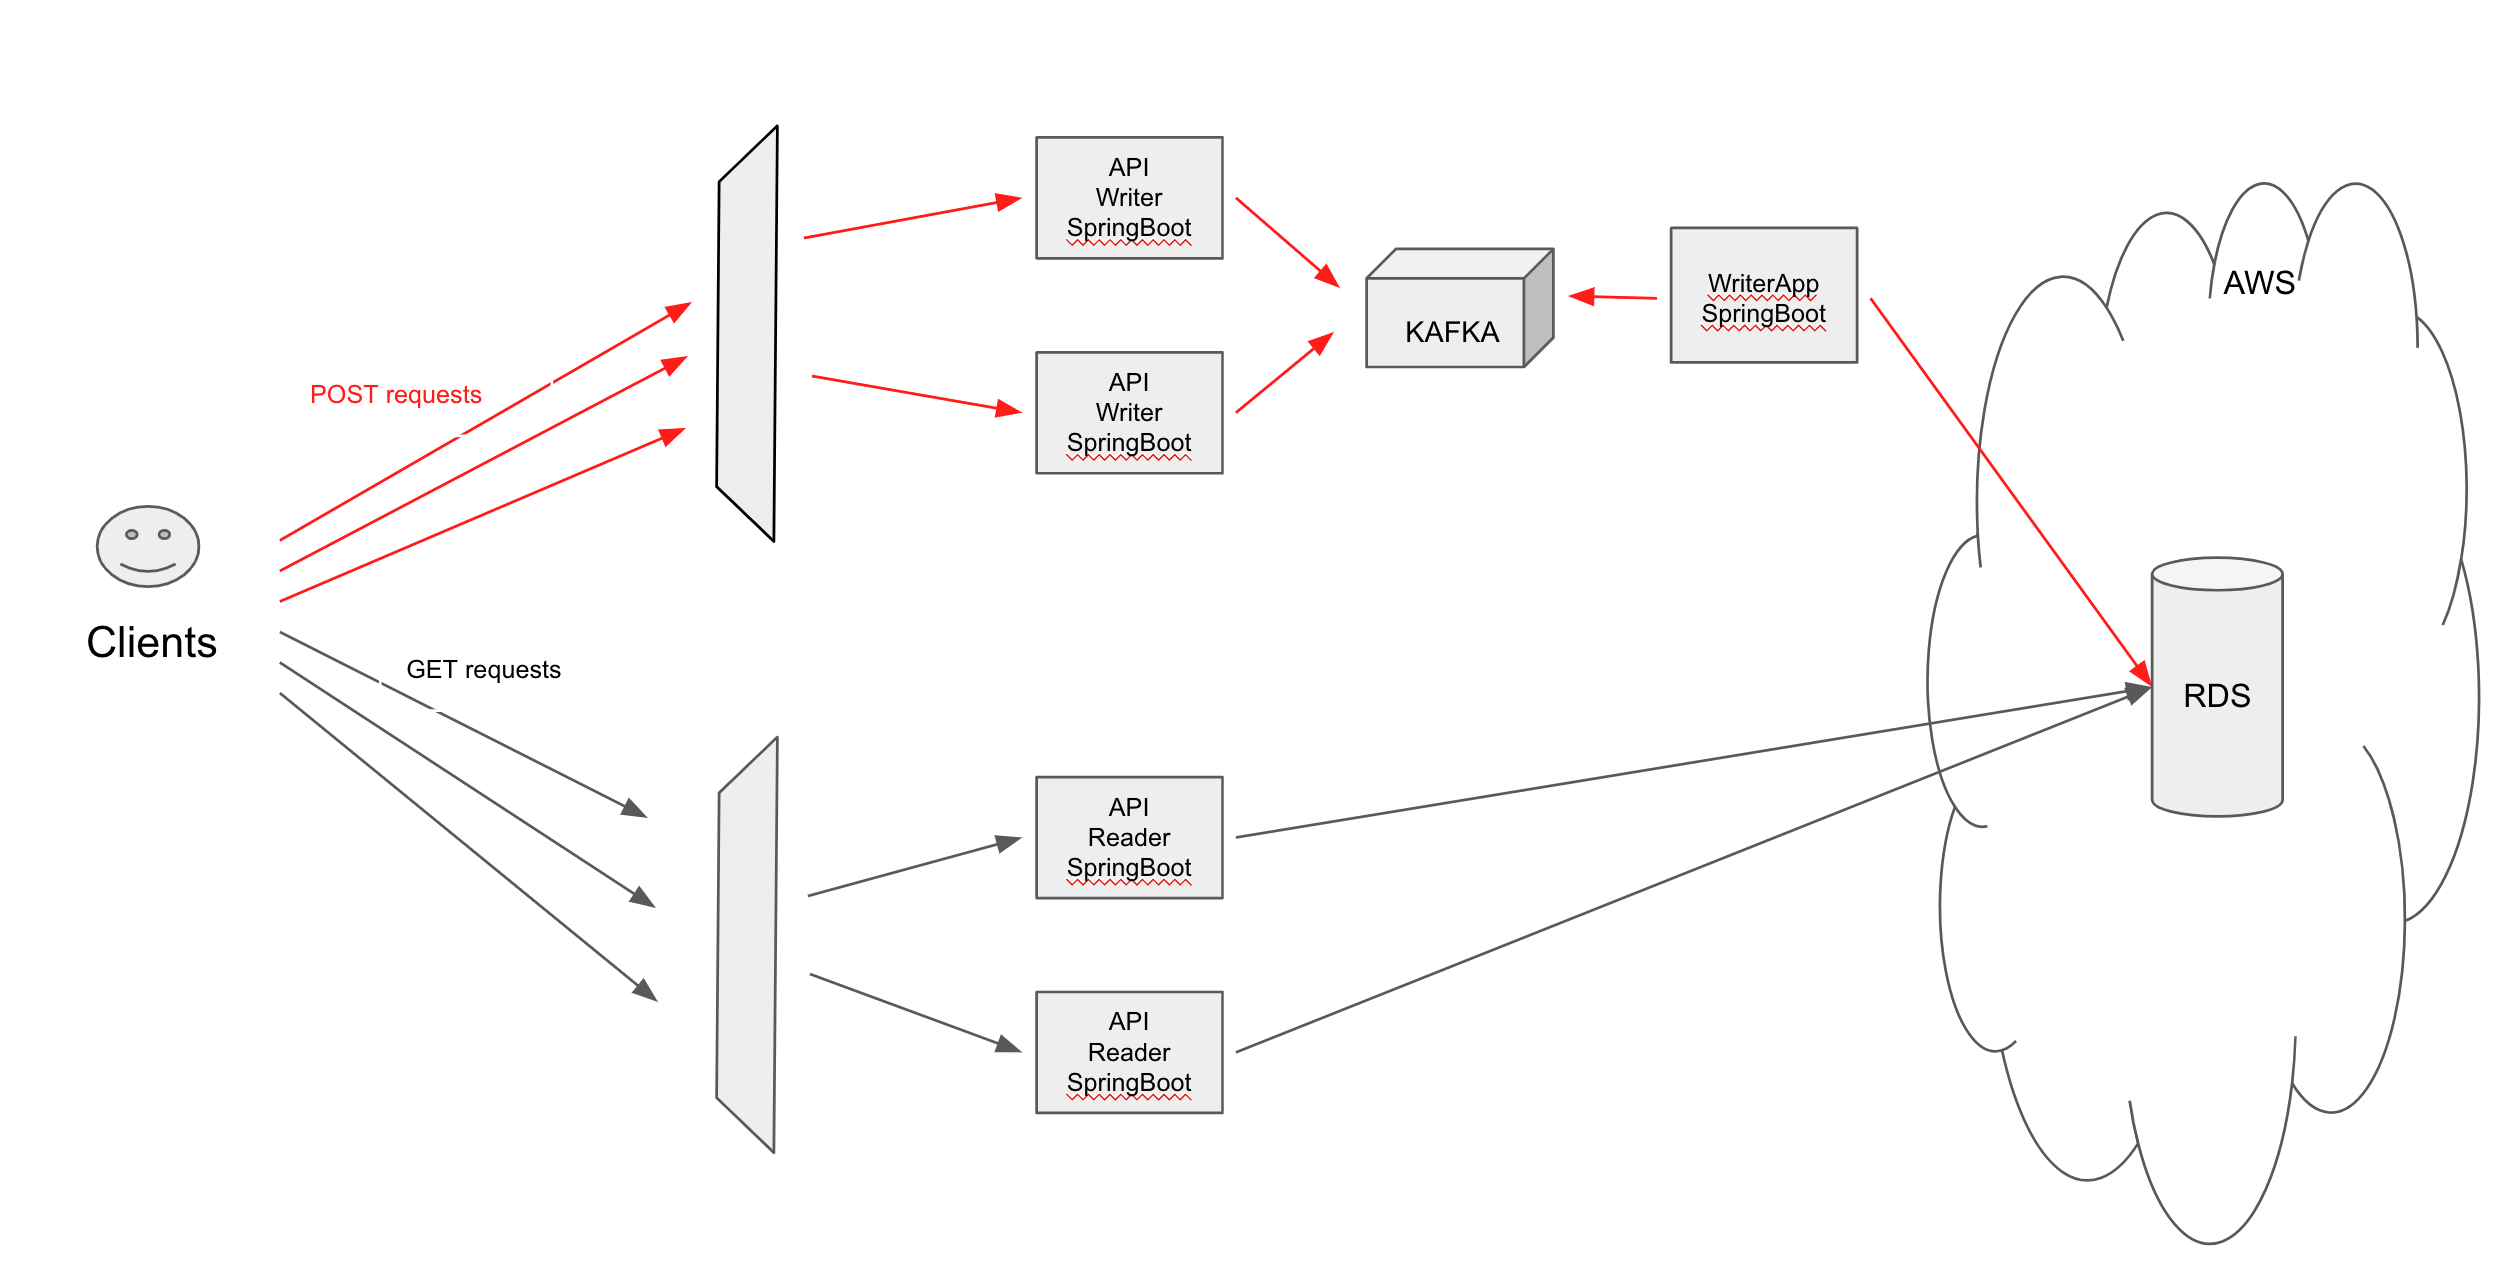 API
Writer
SpringBoot
AWS
WriterApp
SpringBoot
KAFKA
POST requests
API
Writer
SpringBoot
Clients
GET requests
RDS
API
Reader
SpringBoot
API
Reader
SpringBoot